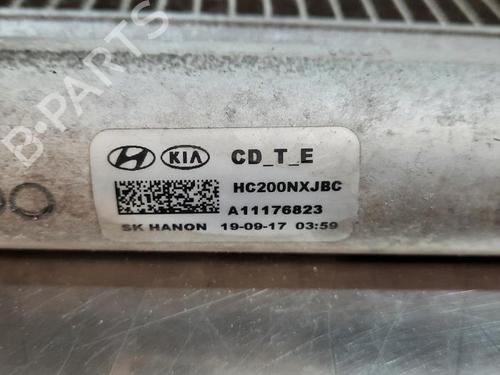 B-PARTS
KIA CD_T_E
HC200NXJBC
A11176823
SK HANON 19-09-17 03:59